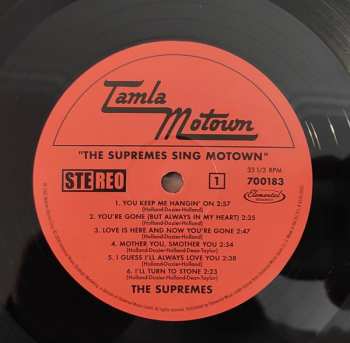 Tamla
Motown
"THE SUPREMES SING MOTOWN"
STEREO
1
33 1/3 RPM
700183
Elemental
1. YOU KEEP ME HANGIN' ON 2:57
(Holland-Dozier-Holland)
2. YOU'RE GONE (BUT ALWAYS IN MY HEART) 2:35
(Holland-Dozier-Holland)
3. LOVE IS HERE AND NOW YOU'RE GONE 2:47
(Holland-Dozier-Holland)
4. MOTHER YOU, SMOTHER YOU 2:54
(Holland-Dozier-Holland-Dean-Taylor)
5. I GUESS I'LL ALWAYS LOVE YOU 2:38
(Holland-Dozier-Holland)
6. I'LL TURN TO STONE 2:23
(Holland-Dozier-Holland-Dean-Taylor)
THE SUPREMES